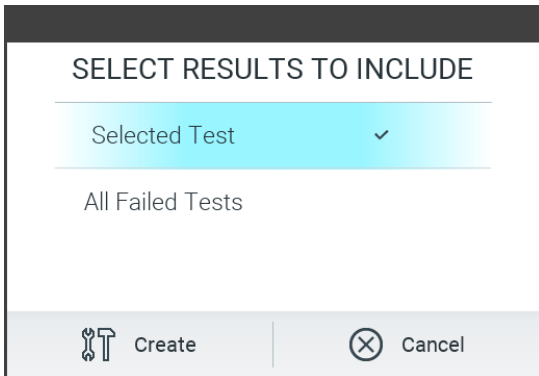 SELECT RESULTS TO INCLUDE
Selected Test
All Failed Tests
Create Cancel